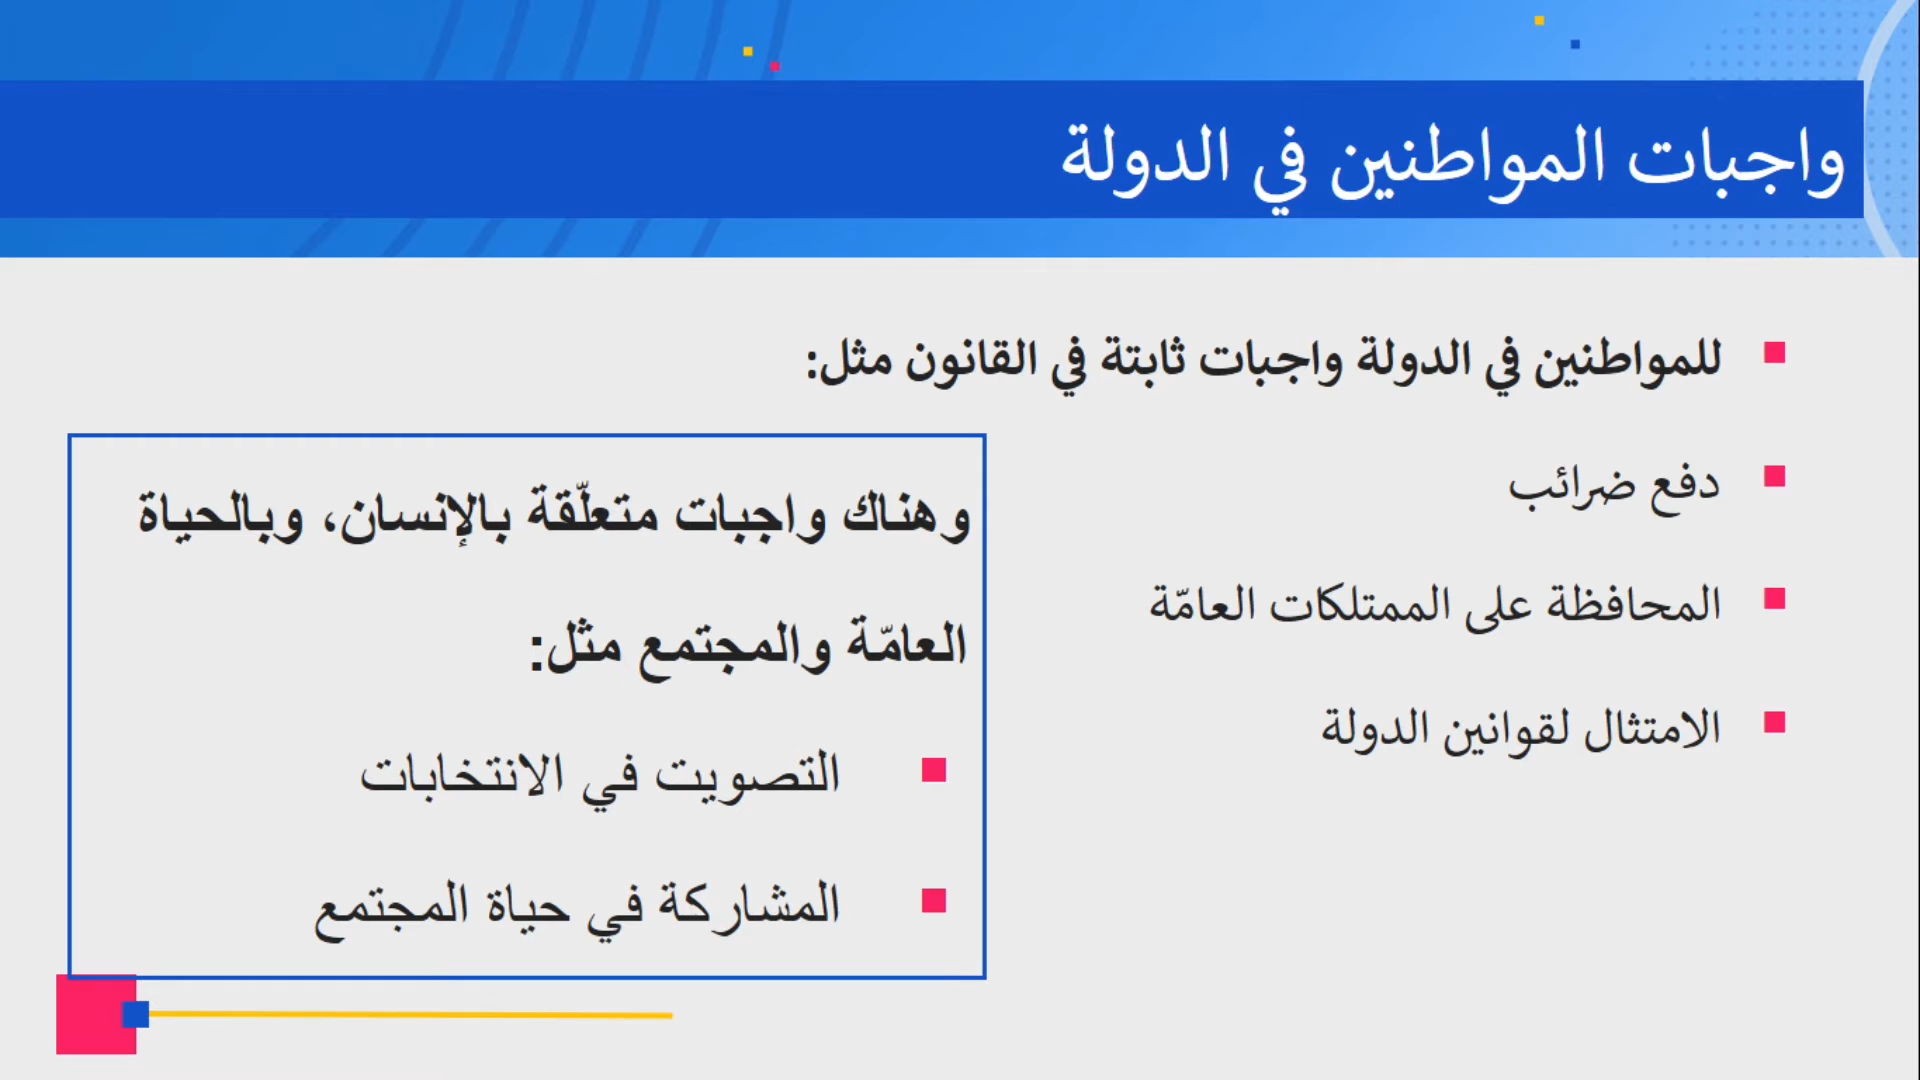 واجبات المواطنين في الدولة
للمواطنين في الدولة واجبات ثابتة في القانون مثل:
دفع ضرائب
المحافظة على الممتلكات العامّة
الامتثال لقوانين الدولة
وهناك واجبات متعلّقة بالإنسان، وبالحياة
العامّة والمجتمع مثل:
التصويت في الانتخابات
المشاركة في حياة المجتمع